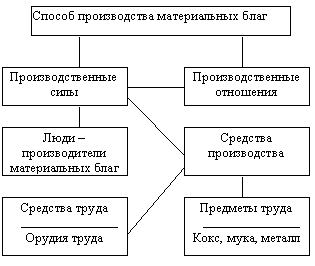 Способ производства материальных благ
Производственные
силы
Производственные
отношения
Люди –
производители
материальных благ
Средства
производства
Средства труда
Орудия труда
Предметы труда
Кокс, мука, металл